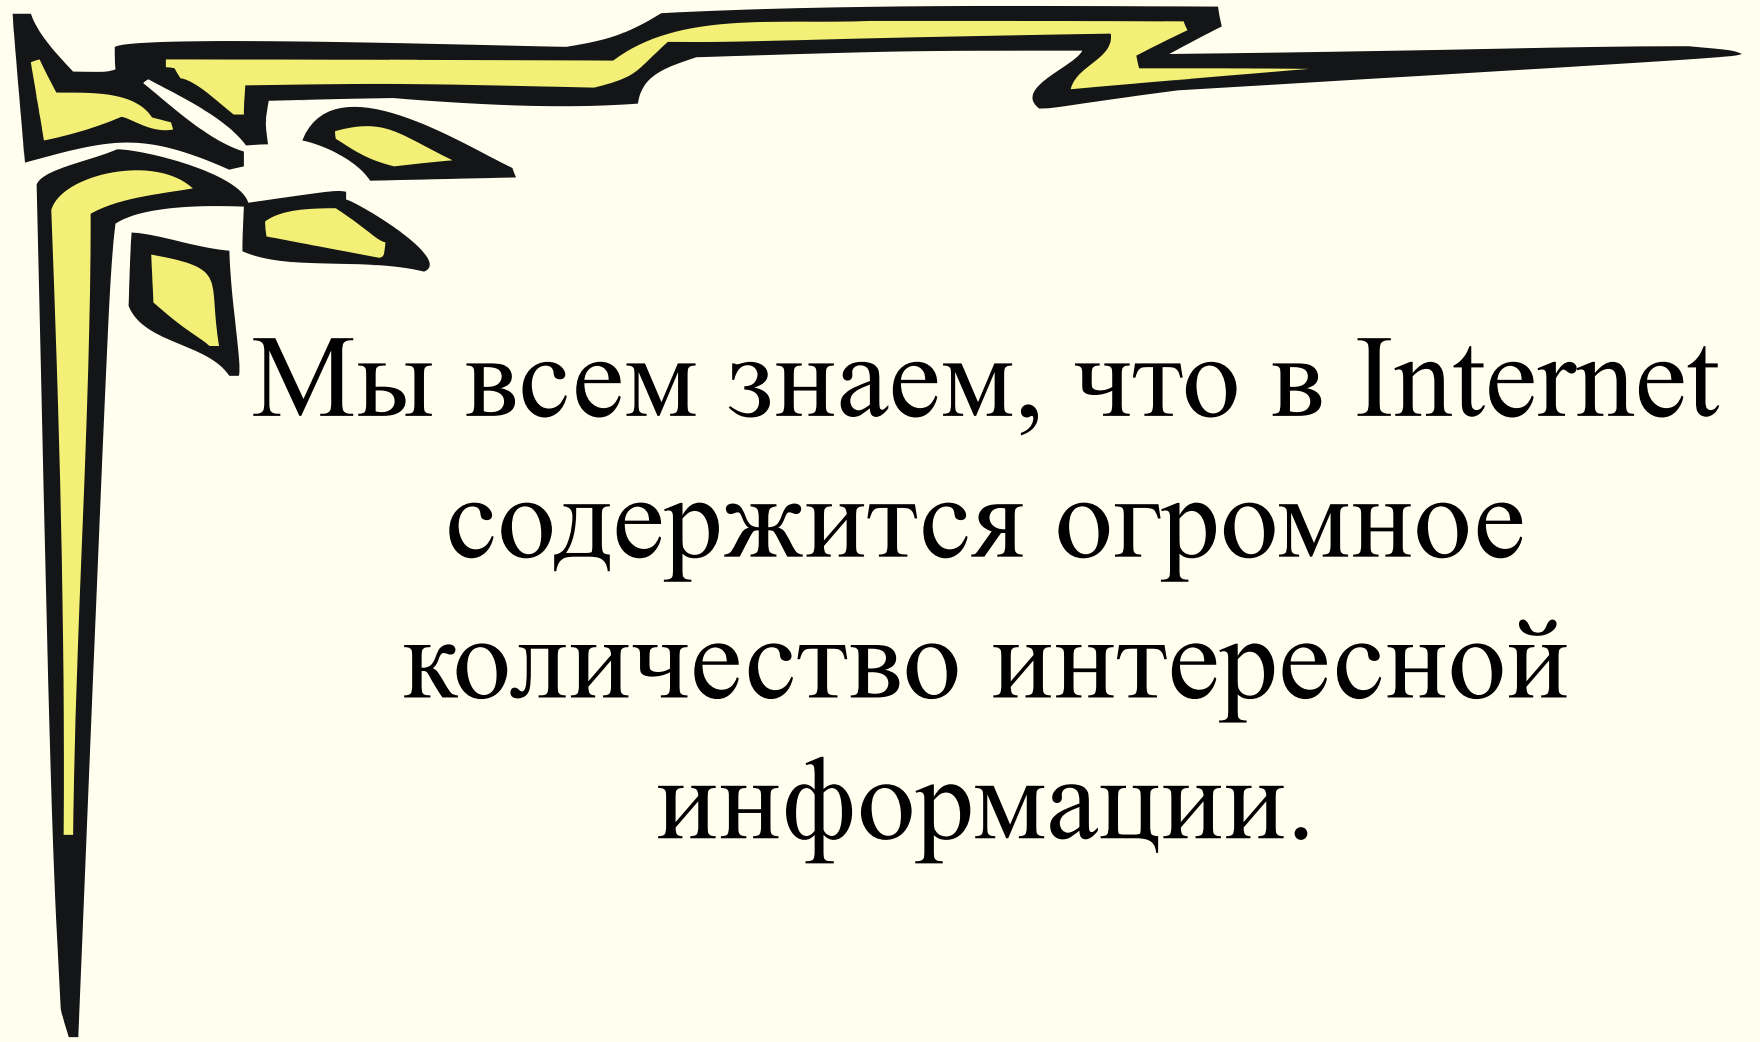 Мы всем знаем, что в Internet
содержится огромное
количество интересной
информации.